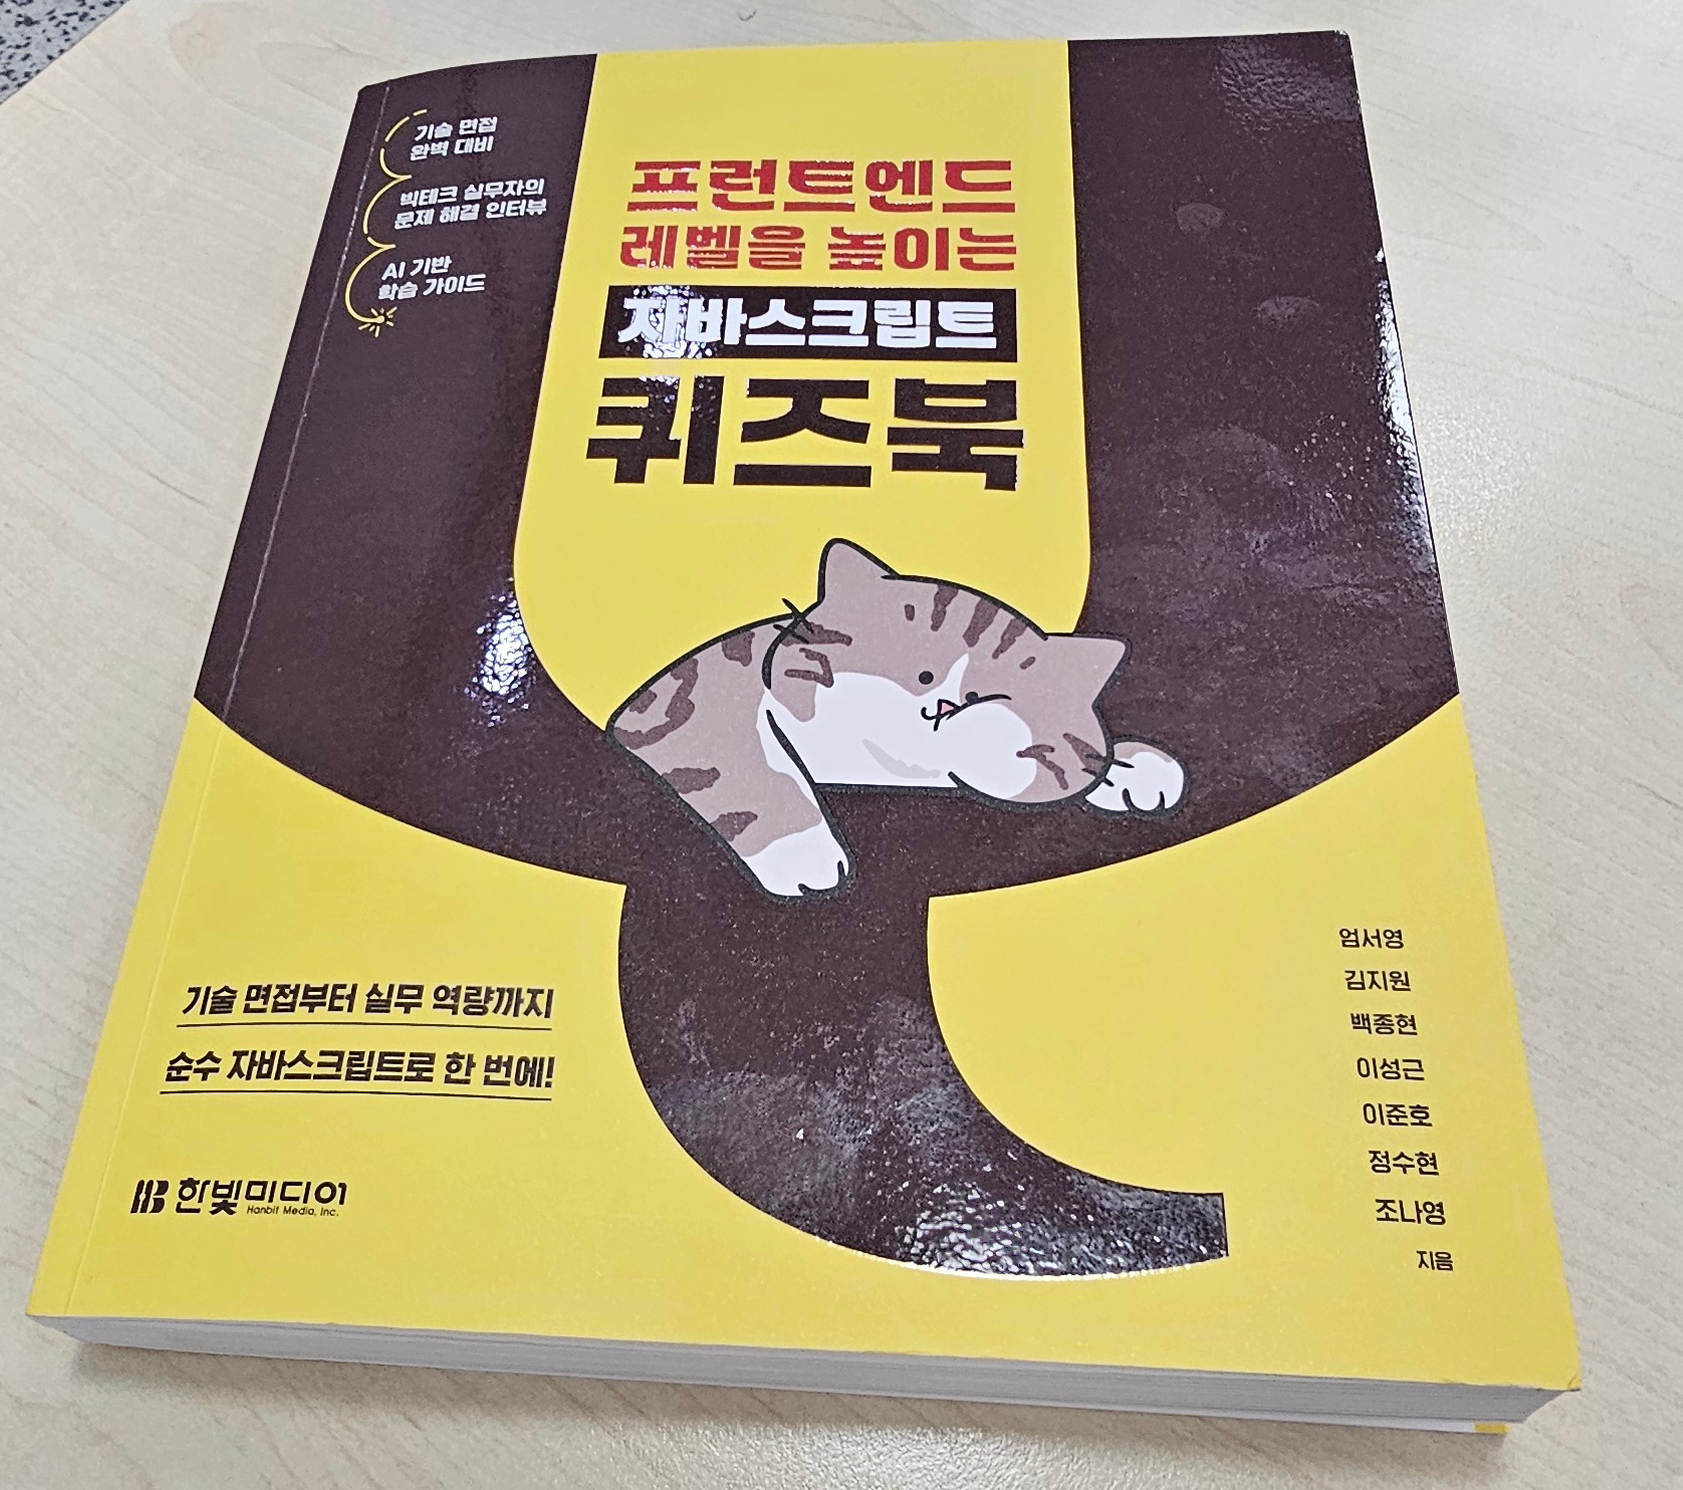 기술 면접
완벽 대비
빅테크 실무자의
문제 해결 인터뷰
AI 기반
학습 가이드
프런트엔드
레벨을 높이는
자바스크립트
퀴즈북
기술 면접부터 실무 역량까지
순수 자바스크립트로 한 번에!
한빛미디어
Hanbit Media, Inc.
엄서영
김지원
백종현
이성근
이준호
정수현
조나영
지음